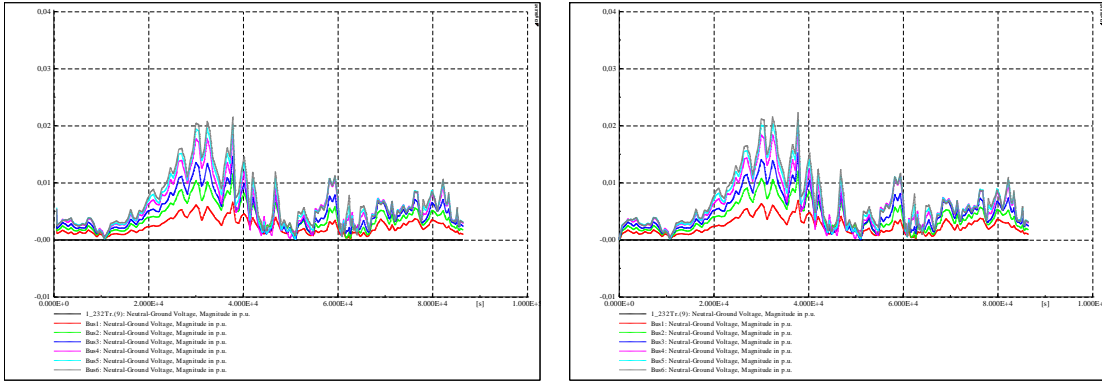 0,04
0,03
0,02
0,01
-0,00
-0,01
0.000E+0 2.000E+4 4.000E+4 6.000E+4 8.000E+4 [s]
1_232Tr.(9): Neutral-Ground Voltage, Magnitude in p.u.
Bus1: Neutral-Ground Voltage, Magnitude in p.u.
Bus2: Neutral-Ground Voltage, Magnitude in p.u.
Bus3: Neutral-Ground Voltage, Magnitude in p.u.
Bus4: Neutral-Ground Voltage, Magnitude in p.u.
Bus5: Neutral-Ground Voltage, Magnitude in p.u.
Bus6: Neutral-Ground Voltage, Magnitude in p.u.
0,04
0,03
0,02
0,01
-0,00
-0,01
0.000E+0 2.000E+4 4.000E+4 6.000E+4 8.000E+4 [s]
1_232Tr.(9): Neutral-Ground Voltage, Magnitude in p.u.
Bus1: Neutral-Ground Voltage, Magnitude in p.u.
Bus2: Neutral-Ground Voltage, Magnitude in p.u.
Bus3: Neutral-Ground Voltage, Magnitude in p.u.
Bus4: Neutral-Ground Voltage, Magnitude in p.u.
Bus5: Neutral-Ground Voltage, Magnitude in p.u.
Bus6: Neutral-Ground Voltage, Magnitude in p.u.